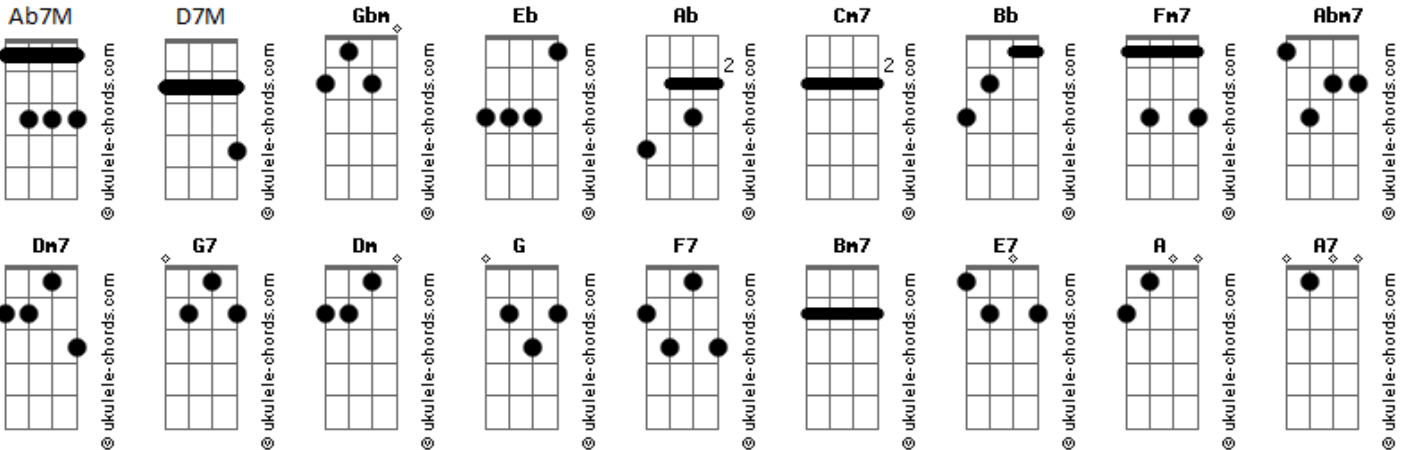 Ab7M D7M Gbm Eb Ab Cm7 Bb Fm7 Abm7
2 2
© ukulele-chords.com © ukulele-chords.com © ukulele-chords.com © ukulele-chords.com © ukulele-chords.com © ukulele-chords.com © ukulele-chords.com © ukulele-chords.com © ukulele-chords.com
Dm7 G7 Dm G F7 Bm7 E7 A A7
© ukulele-chords.com © ukulele-chords.com © ukulele-chords.com © ukulele-chords.com © ukulele-chords.com © ukulele-chords.com © ukulele-chords.com © ukulele-chords.com © ukulele-chords.com